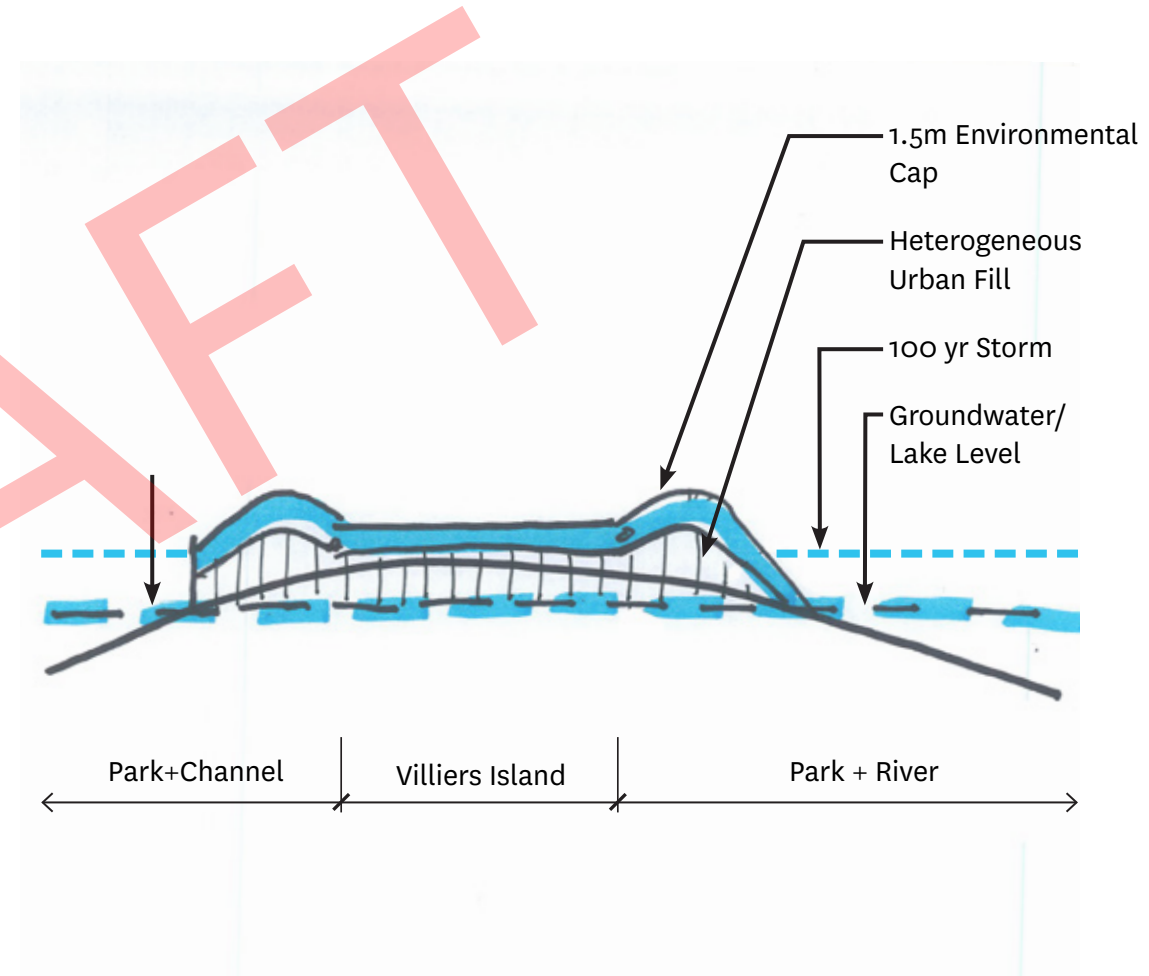 AFT
1.5m Environmental
Cap
Heterogeneous
Urban Fill
100 yr Storm
Groundwater/
Lake Level
Park+Channel
Villiers Island
Park + River